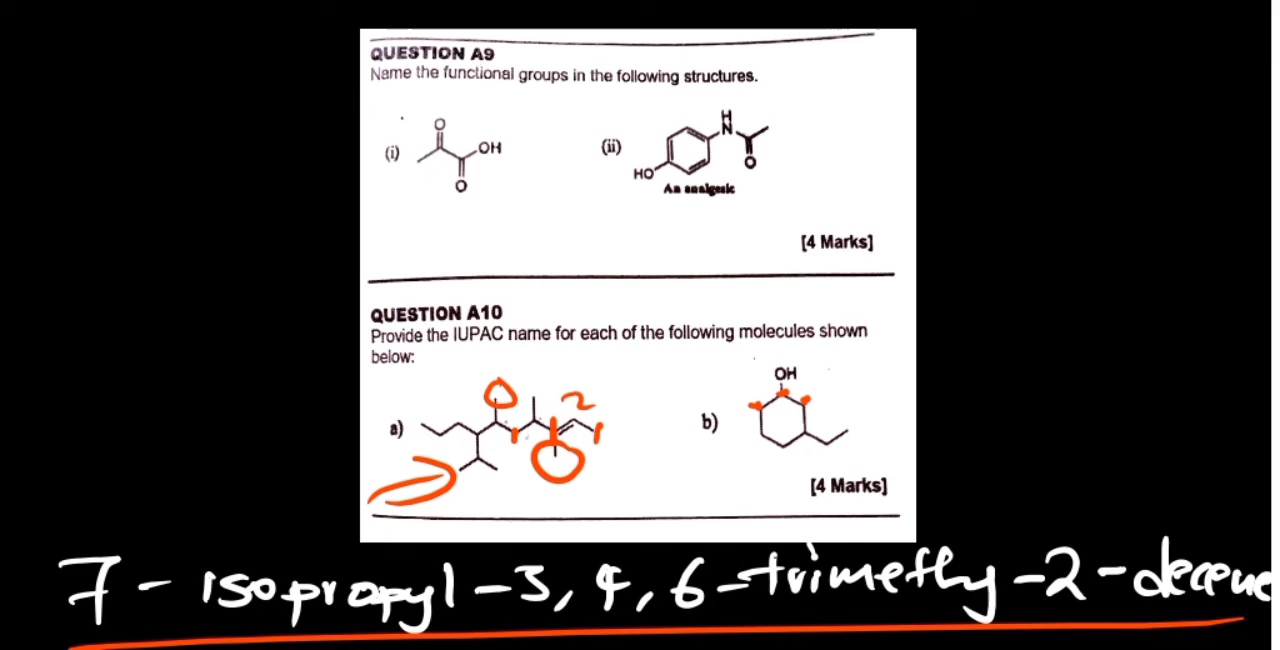 QUESTION A9
Name the functional groups in the following structures.
(i) O OH O
(ii) H N O HO
An analgesic
[4 Marks]
QUESTION A10
Provide the IUPAC name for each of the following molecules shown
below:
a) 2 1
b) OH
[4 Marks]
7-isopropyl-3,4,6-trimethy-2-decene